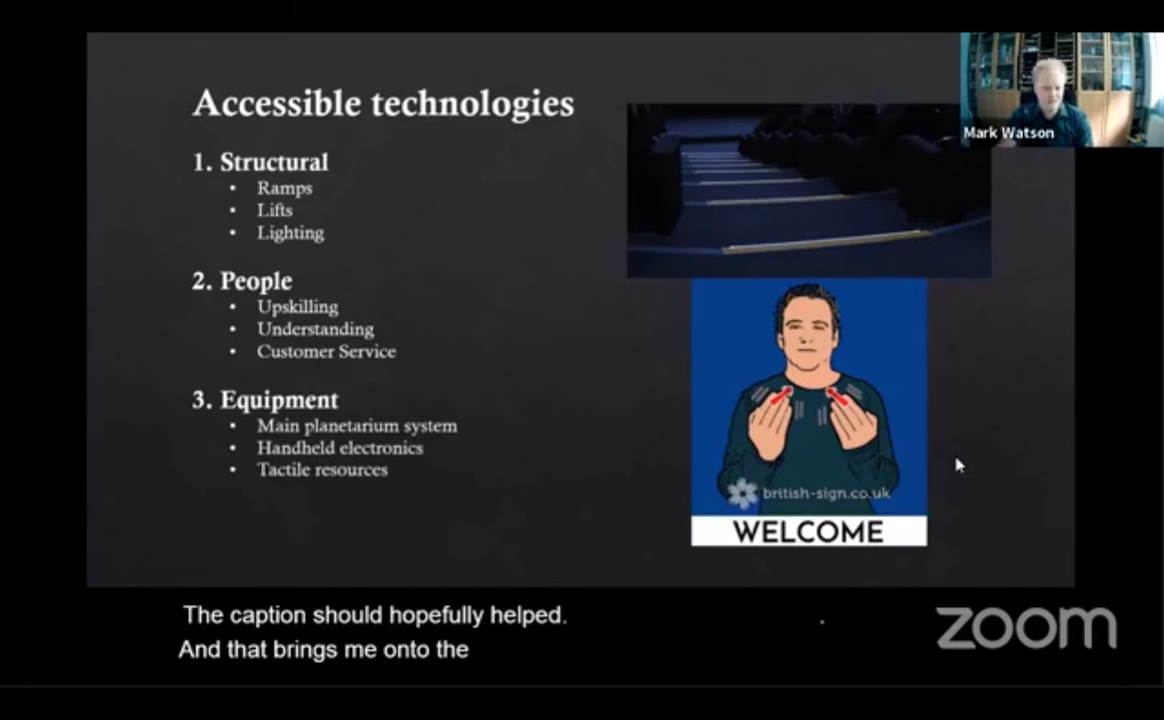 Accessible technologies
Mark Watson
1. Structural
• Ramps
• Lifts
• Lighting
2. People
• Upskilling
• Understanding
• Customer Service
3. Equipment
• Main planetarium system
• Handheld electronics
• Tactile resources
british-sign.co.uk
WELCOME
The caption should hopefully helped.
And that brings me onto the
zoom